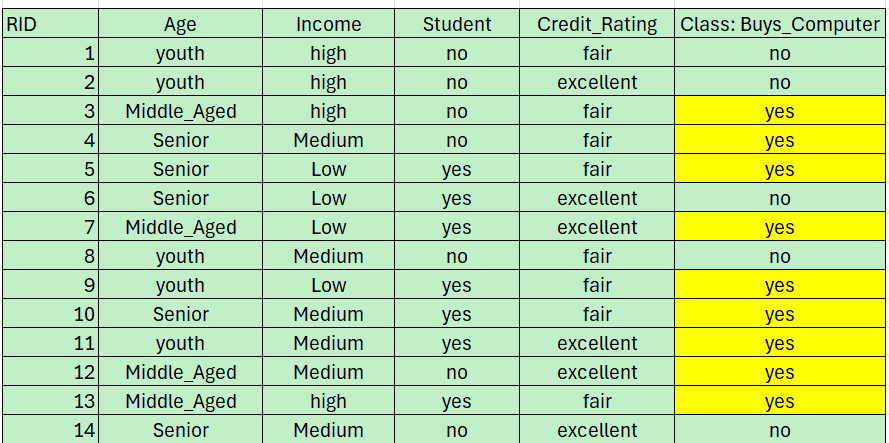 RID Age Income Student Credit_Rating Class: Buys_Computer
1 youth high no fair no
2 youth high no excellent no
3 Middle_Aged high no fair yes
4 Senior Medium no fair yes
5 Senior Low yes fair yes
6 Senior Low yes excellent no
7 Middle_Aged Low yes excellent yes
8 youth Medium no fair no
9 youth Low yes fair yes
10 Senior Medium yes fair yes
11 youth Medium yes excellent yes
12 Middle_Aged Medium no excellent yes
13 Middle_Aged high yes fair yes
14 Senior Medium no excellent no